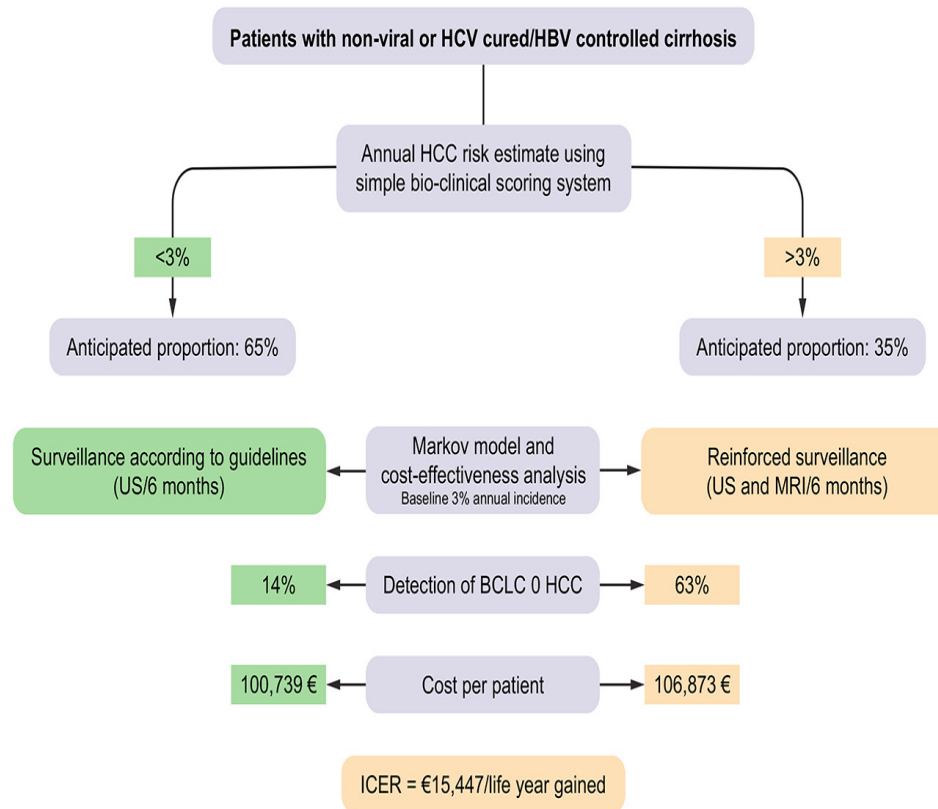 Patients with non-viral or HCV cured/HBV controlled cirrhosis
Annual HCC risk estimate using
simple bio-clinical scoring system
<3%
>3%
Anticipated proportion: 65%
Anticipated proportion: 35%
Surveillance according to guidelines
(US/6 months)
Markov model and
cost-effectiveness analysis
Baseline 3% annual incidence
Reinforced surveillance
(US and MRI/6 months)
14%
Detection of BCLC 0 HCC
63%
100,739 €
Cost per patient
106,873 €
ICER = €15,447/life year gained